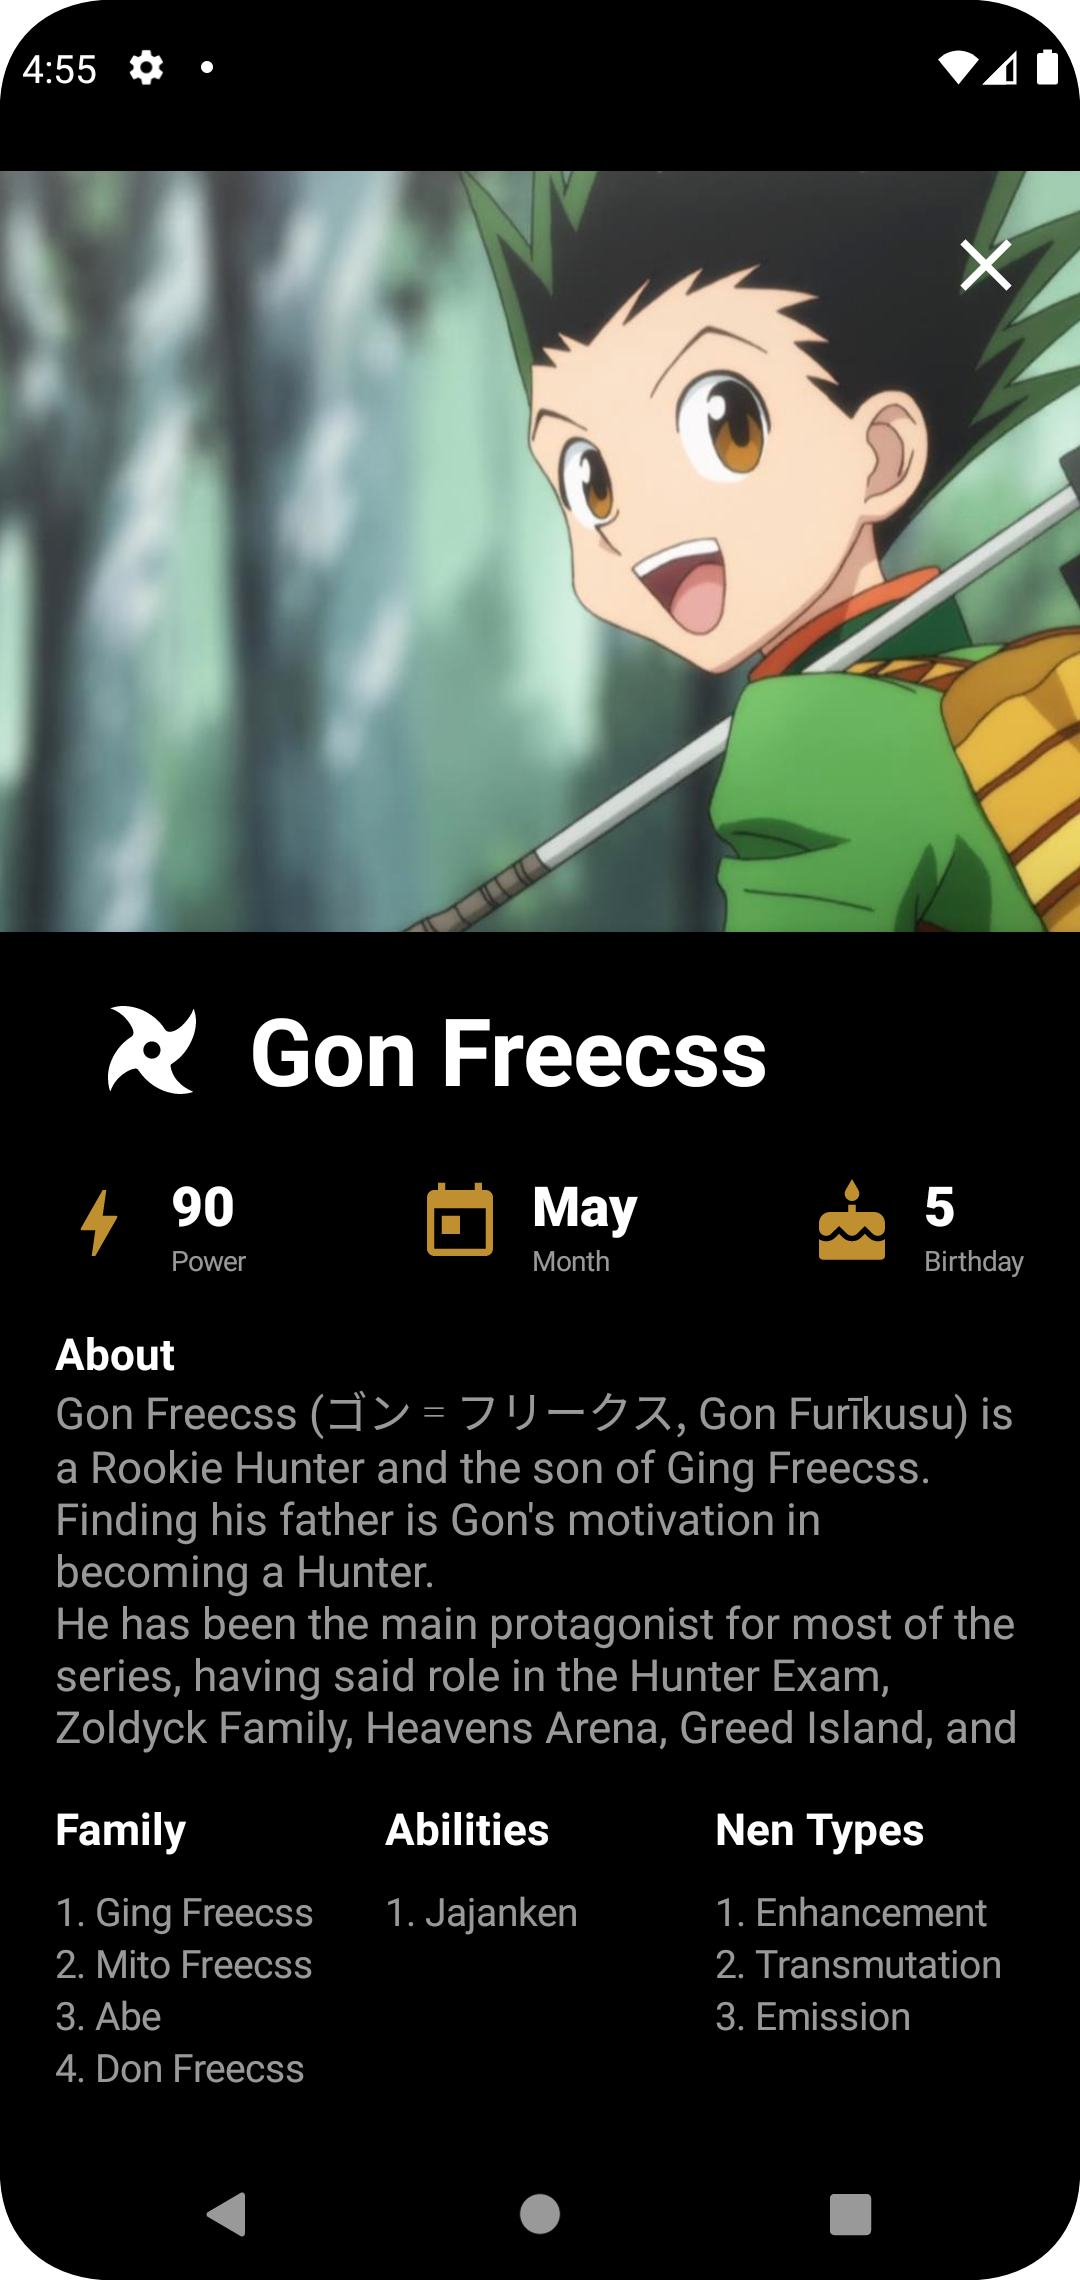 4:55
Gon Freecss
90
Power
May
Month
5
Birthday
About
Gon Freecss (ゴン = フリークス, Gon Furīkusu) is
a Rookie Hunter and the son of Ging Freecss.
Finding his father is Gon's motivation in
becoming a Hunter.
He has been the main protagonist for most of the
series, having said role in the Hunter Exam,
Zoldyck Family, Heavens Arena, Greed Island, and
Family
1. Ging Freecss
2. Mito Freecss
3. Abe
4. Don Freecss
Abilities
1. Jajanken
Nen Types
1. Enhancement
2. Transmutation
3. Emission